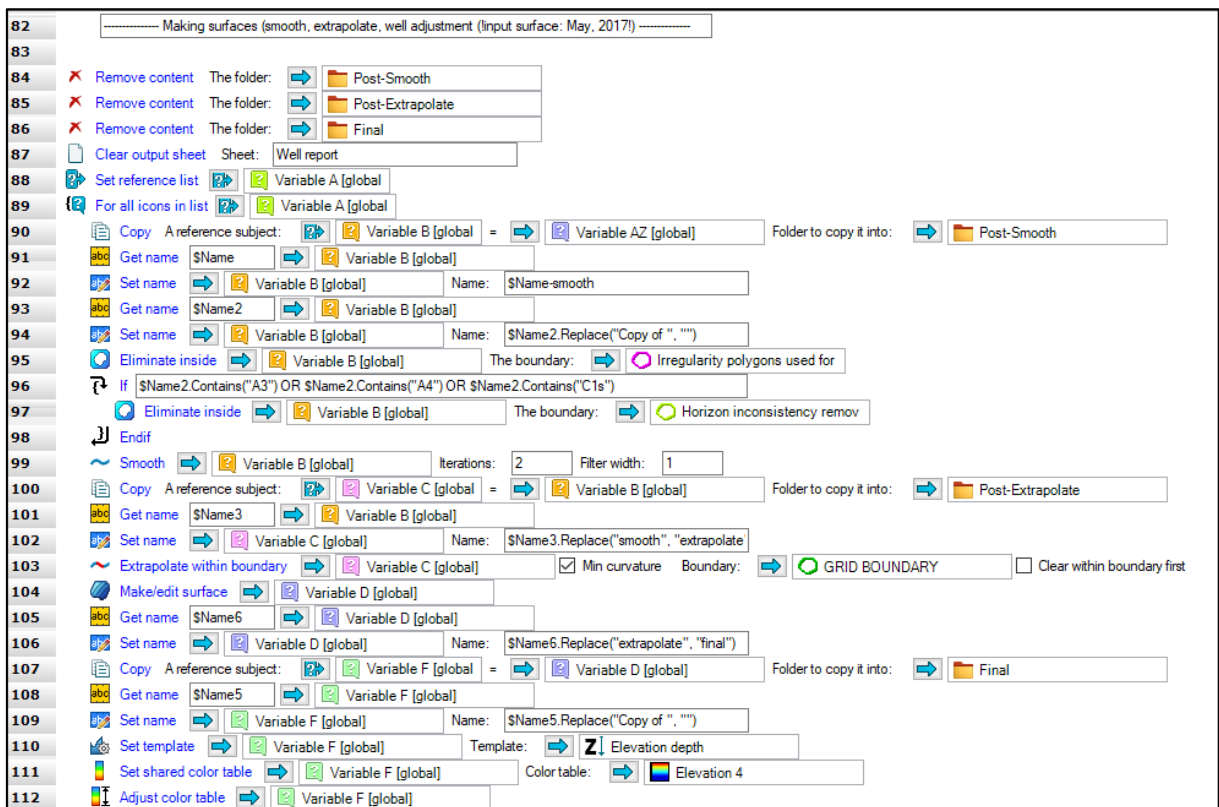 82 --------------- Making surfaces (smooth, extrapolate, well adjustment (!input surface: May, 2017!) --------------
83
84 Remove content The folder: Post-Smooth
85 Remove content The folder: Post-Extrapolate
86 Remove content The folder: Final
87 Clear output sheet Sheet: Well report
88 Set reference list Variable A [global
89 For all icons in list Variable A [global
90 Copy A reference subject: Variable B [global = Variable AZ [global] Folder to copy it into: Post-Smooth
91 abc Get name $Name Variable B [global]
92 Set name Variable B [global] Name: $Name-smooth
93 abc Get name $Name2 Variable B [global]
94 Set name Variable B [global] Name: $Name2.Replace("Copy of ", "")
95 Eliminate inside Variable B [global] The boundary: Irregularity polygons used for
96 If $Name2.Contains("A3") OR $Name2.Contains("A4") OR $Name2.Contains("C1s")
97 Eliminate inside Variable B [global] The boundary: Horizon inconsistency remov
98 Endif
99 Smooth Variable B [global] Iterations: 2 Filter width: 1
100 Copy A reference subject: Variable C [global = Variable B [global] Folder to copy it into: Post-Extrapolate
101 abc Get name $Name3 Variable B [global]
102 Set name Variable C [global] Name: $Name3.Replace("smooth", "extrapolate
103 Extrapolate within boundary Variable C [global] Min curvature Boundary: GRID BOUNDARY Clear within boundary first
104 Make/edit surface Variable D [global]
105 abc Get name $Name6 Variable D [global]
106 Set name Variable D [global] Name: $Name6.Replace("extrapolate", "final")
107 Copy A reference subject: Variable F [global = Variable D [global] Folder to copy it into: Final
108 abc Get name $Name5 Variable F [global]
109 Set name Variable F [global] Name: $Name5.Replace("Copy of ", "")
110 Set template Variable F [global] Template: Z Elevation depth
111 Set shared color table Variable F [global] Color table: Elevation 4
112 Adjust color table Variable F [global]